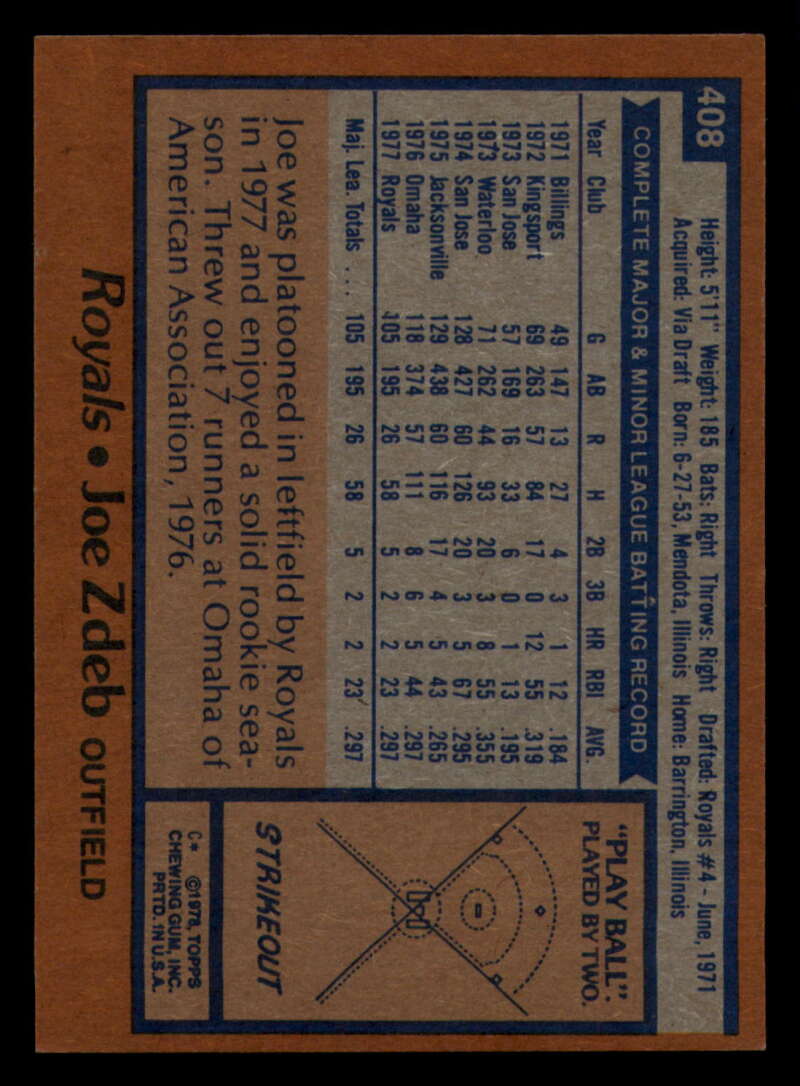 408
Height: 5'11" Weight: 185 Bats: Right Throws: Right Drafted: Royals #4 - June, 1971
Acquired: Via Draft Born: 6-27-53, Mendota, Illinois Home: Barrington, Illinois
COMPLETE MAJOR & MINOR LEAGUE BATTING RECORD
Year Club G AB R H 2B 3B HR RBI AVG.
1971 Billings 49 147 13 27 4 3 1 12 .184
1972 Kingsport 69 263 57 84 17 0 12 55 .319
1973 San Jose 57 169 16 33 6 0 1 13 .195
1973 Waterloo 71 262 44 93 20 3 8 55 .355
1974 San Jose 128 427 60 126 20 3 5 67 .295
1975 Jacksonville 129 438 60 116 17 4 5 43 .265
1976 Omaha 118 374 57 111 8 6 5 44 .297
1977 Royals 105 195 26 58 5 2 2 23 .297
Maj. Lea. Totals ... 105 195 26 58 5 2 2 23 .297
Joe was platooned in leftfield by Royals
in 1977 and enjoyed a solid rookie sea-
son. Threw out 7 runners at Omaha of
American Association, 1976.
"PLAY BALL":
PLAYED BY TWO.
STRIKEOUT
C* ©1978, TOPPS
CHEWING GUM, INC.
PRTD. IN U.S.A.
Royals • Joe Zdeb OUTFIELD